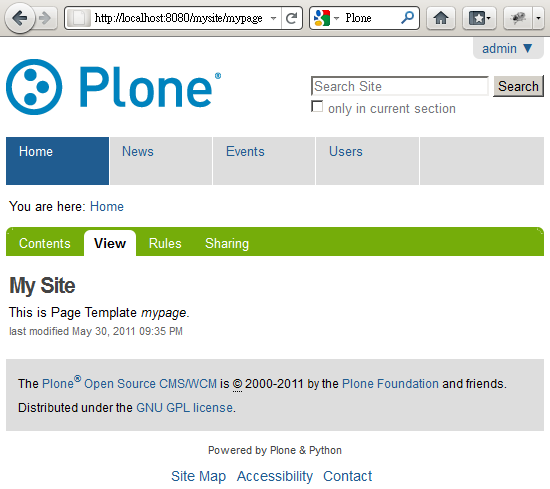 http://localhost:8080/mysite/mypage
Plone
admin ▼
Plone®
Search Site
Search
only in current section
Home
News
Events
Users
You are here: Home
Contents
View
Rules
Sharing
My Site
This is Page Template mypage.
last modified May 30, 2011 09:35 PM
The Plone® Open Source CMS/WCM is © 2000-2011 by the Plone Foundation and friends.
Distributed under the GNU GPL license.
Powered by Plone & Python
Site Map Accessibility Contact